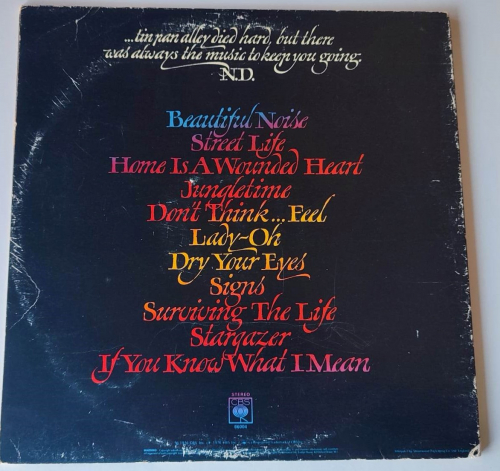 ...tin pan alley died hard, but there
was always the music to keep you going.
N.D.
Beautiful Noise
Street Life
Home Is A Wounded Heart
Jungletime
Don't Think...Feel
Lady-Oh
Dry Your Eyes
Signs
Surviving The Life
Stargazer
If You Know What I Mean
STEREO
CBS